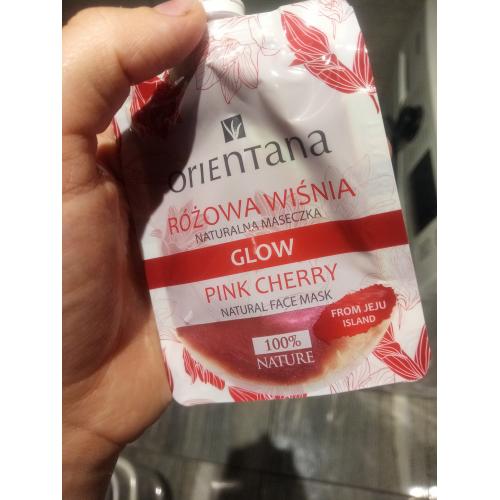 ORIENTANA
RÓŻOWA WIŚNIA
NATURALNA MASECZKA
GLOW
PINK CHERRY
NATURAL FACE MASK
FROM JEJU
ISLAND
100%
NATURE